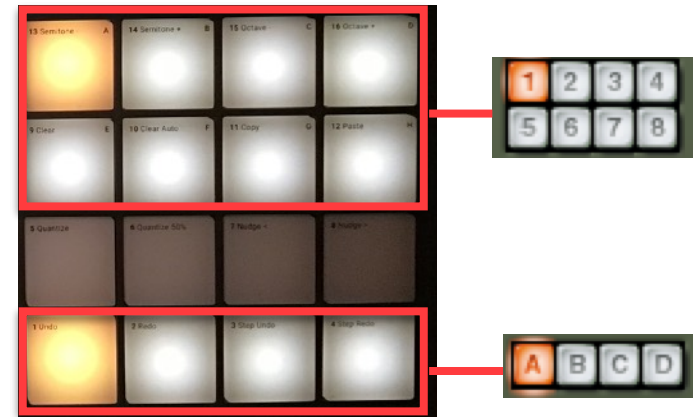 13 Semitone - A
14 Semitone + B
15 Octave - C
16 Octave + D
1 2 3 4
9 Clear E
10 Clear Auto F
11 Copy G
12 Paste H
5 6 7 8
5 Quantize
6 Quantize 50%
7 Nudge <
8 Nudge >
1 Undo
2 Redo
3 Step Undo
4 Step Redo
A B C D